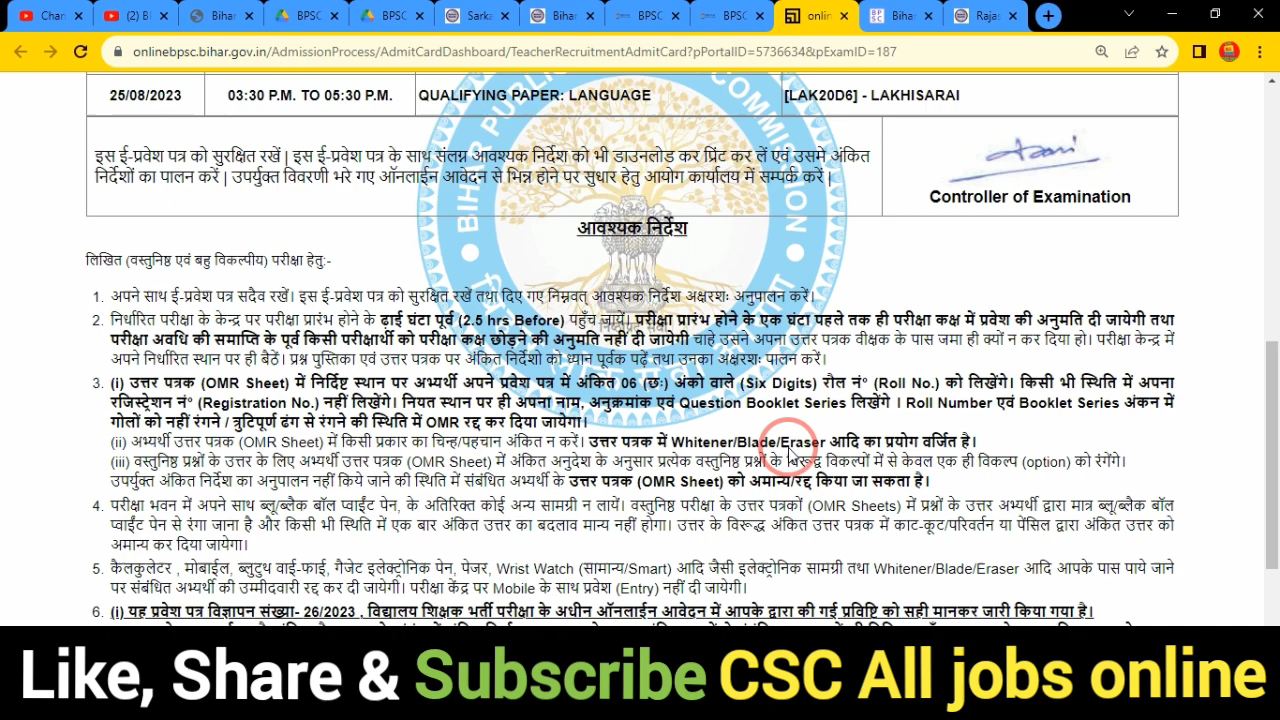 Chan
(2) B
Bihar
BPSC
BPSC
Sarka
Bihar
BPSC
BPSC
onlin
Bihar
Rajas
onlinebpsc.bihar.gov.in/AdmissionProcess/AdmitCardDashboard/TeacherRecruitmentAdmitCard?pPortalID=5736634&pExamID=187
25/08/2023 03:30 P.M. TO 05:30 P.M. QUALIFYING PAPER: LANGUAGE [LAK20D6] - LAKHISARAI
इस ई-प्रवेश पत्र को सुरक्षित रखें | इस ई-प्रवेश पत्र के साथ संलग्न आवश्यक निर्देश को भी डाउनलोड कर प्रिंट कर लें एवं उसमे अंकित
निर्देशों का पालन करें | उपर्युक्त विवरणी भरे गए ऑनलाईन आवेदन से भिन्न होने पर सुधार हेतु आयोग कार्यालय में सम्पर्क करें |
Controller of Examination
BIHAR PUBLIC COMMISSION
आवश्यक निर्देश
लिखित (वस्तुनिष्ठ एवं बहु विकल्पीय) परीक्षा हेतु:-
1. अपने साथ ई-प्रवेश पत्र सदैव रखें। इस ई-प्रवेश पत्र को सुरक्षित रखें तथा दिए गए निम्नवत् आवश्यक निर्देश अक्षरशः अनुपालन करें।
2. निर्धारित परीक्षा के केन्द्र पर परीक्षा प्रारंभ होने के ढाई घंटा पूर्व (2.5 hrs Before) पहुँच जायें। परीक्षा प्रारंभ होने के एक घंटा पहले तक ही परीक्षा कक्ष में प्रवेश की अनुमति दी जायेगी तथा
परीक्षा अवधि की समाप्ति के पूर्व किसी परीक्षार्थी को परीक्षा कक्ष छोड़ने की अनुमति नही दी जाएगी चाहे उसने अपना उत्तर पत्रक वीक्षक के पास जमा ही क्यों न कर दिया हो। परीक्षा केन्द्र में
अपने निर्धारित स्थान पर ही बैठें। प्रश्न पुस्तिका एवं उत्तर पत्रक पर अंकित निर्देशों को ध्यान पूर्वक पढ़ें तथा उनका अक्षरशः पालन करें।
3. (i) उत्तर पत्रक (OMR Sheet) में निर्दिष्ट स्थान पर अभ्यर्थी अपने प्रवेश पत्र में अंकित 06 (छः) अंको वाले (Six Digits) रौल नं॰ (Roll No.) को लिखेंगे। किसी भी स्थिति में अपना
रजिस्ट्रेशन नं॰ (Registration No.) नहीं लिखेंगे। नियत स्थान पर ही अपना नाम, अनुक्रमांक एवं Question Booklet Series लिखेंगे । Roll Number एवं Booklet Series अंकन में
गोलों को नहीं रंगने / त्रुटिपूर्ण ढंग से रंगने की स्थिति में OMR रद्द कर दिया जायेगा।
(ii) अभ्यर्थी उत्तर पत्रक (OMR Sheet) में किसी प्रकार का चिन्ह/पहचान अंकित न करें। उत्तर पत्रक में Whitener/Blade/Eraser आदि का प्रयोग वर्जित है।
(iii) वस्तुनिष्ठ प्रश्नों के उत्तर के लिए अभ्यर्थी उत्तर पत्रक (OMR Sheet) में अंकित अनुदेश के अनुसार प्रत्येक वस्तुनिष्ठ प्रश्नों के विरूद्व विकल्पों में से केवल एक ही विकल्प (option) को रंगेंगे।
उपर्युक्त अंकित निर्देश का अनुपालन नहीं किये जाने की स्थिति में संबंधित अभ्यर्थी के उत्तर पत्रक (OMR Sheet) को अमान्य/रद्द किया जा सकता है।
4. परीक्षा भवन में अपने साथ ब्लू/ब्लैक बॉल प्वाईंट पेन, के अतिरिक्त कोई अन्य सामग्री न लायें। वस्तुनिष्ठ परीक्षा के उत्तर पत्रकों (OMR Sheets) में प्रश्नों के उत्तर अभ्यर्थी द्वारा मात्र ब्लू/ब्लैक बॉल
प्वाईंट पेन से रंगा जाना है और किसी भी स्थिति में एक बार अंकित उत्तर का बदलाव मान्य नहीं होगा। उत्तर के विरूद्ध अंकित उत्तर पत्रक में काट-कूट/परिवर्तन या पेंसिल द्वारा अंकित उत्तर को
अमान्य कर दिया जायेगा।
5. कैलकुलेटर , मोबाईल, ब्लुटुथ वाई-फाई, गैजेट इलेक्ट्रोनिक पेन, पेजर, Wrist Watch (सामान्य/Smart) आदि जैसी इलेक्ट्रोनिक सामग्री तथा Whitener/Blade/Eraser आदि आपके पास पाये जाने
पर संबंधित अभ्यर्थी की उम्मीदवारी रद्द कर दी जायेगी। परीक्षा केंद्र पर Mobile के साथ प्रवेश (Entry) नहीं दी जायेगी।
6. (i) यह प्रवेश पत्र विज्ञापन संख्या- 26/2023 , विद्यालय शिक्षक भर्ती परीक्षा के अधीन ऑनलाईन आवेदन में आपके द्वारा की गई प्रविष्टि को सही मानकर जारी किया गया है।
Like, Share & Subscribe CSC All jobs online